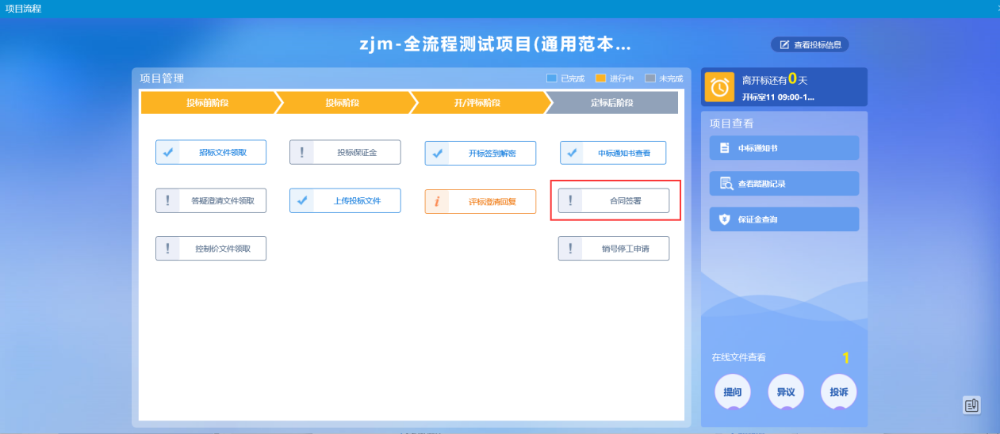 项目流程
zjm-全流程测试项目(通用范本...
查看投标信息
项目管理
已完成 进行中 未完成
投标前阶段 投标阶段 开/评标阶段 定标后阶段
招标文件领取 投标保证金 开标签到解密 中标通知书查看
答疑澄清文件领取 上传投标文件 评标澄清回复 合同签署
控制价文件领取 销号停工申请
离开标还有0天
开标室11 09:00-1...
项目查看
中标通知书
查看踏勘记录
保证金查询
在线文件查看 1
提问 异议 投诉